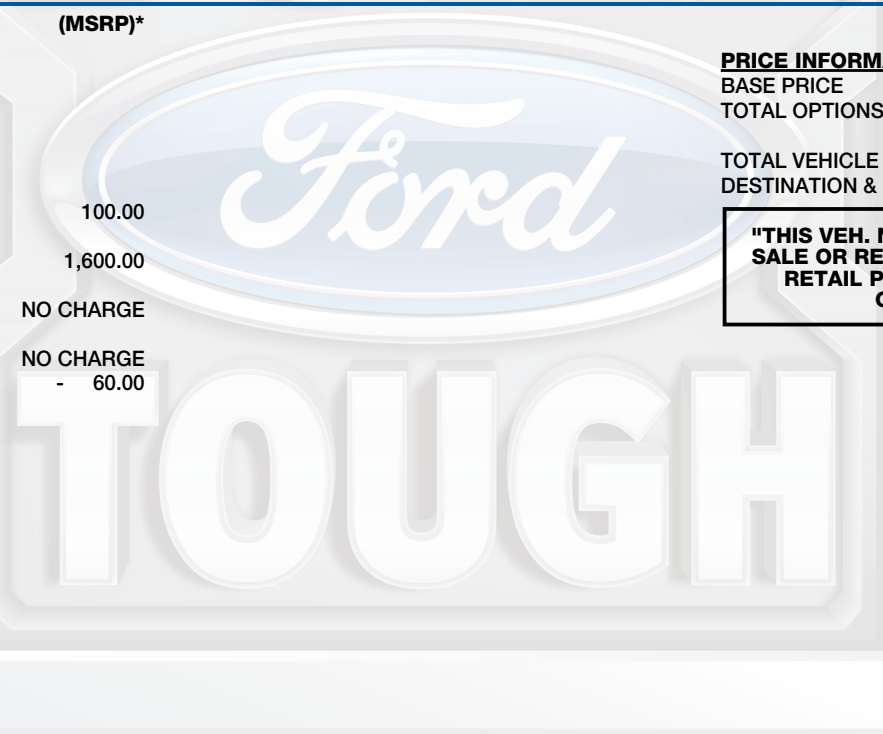 (MSRP)*
100.00
1,600.00
NO CHARGE
NO CHARGE
- 60.00
PRICE INFORM
BASE PRICE
TOTAL OPTIONS
TOTAL VEHICLE
DESTINATION &
"THIS VEH.
SALE OR RE
RETAIL P
Ford
TOUGH